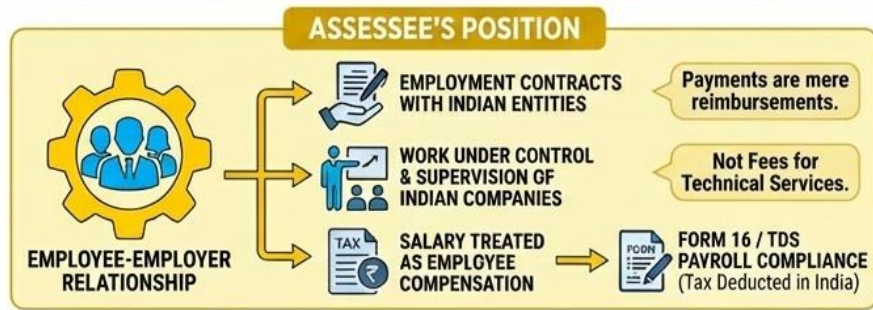 ASSESSEE'S POSITION
EMPLOYEE-EMPLOYER
RELATIONSHIP
EMPLOYMENT CONTRACTS
WITH INDIAN ENTITIES
Payments are mere
reimbursements.
WORK UNDER CONTROL
& SUPERVISION OF
INDIAN COMPANIES
Not Fees for
Technical Services.
TAX
₹
SALARY TREATED
AS EMPLOYEE
COMPENSATION
FORM 16 / TDS
PAYROLL COMPLIANCE
(Tax Deducted in India)